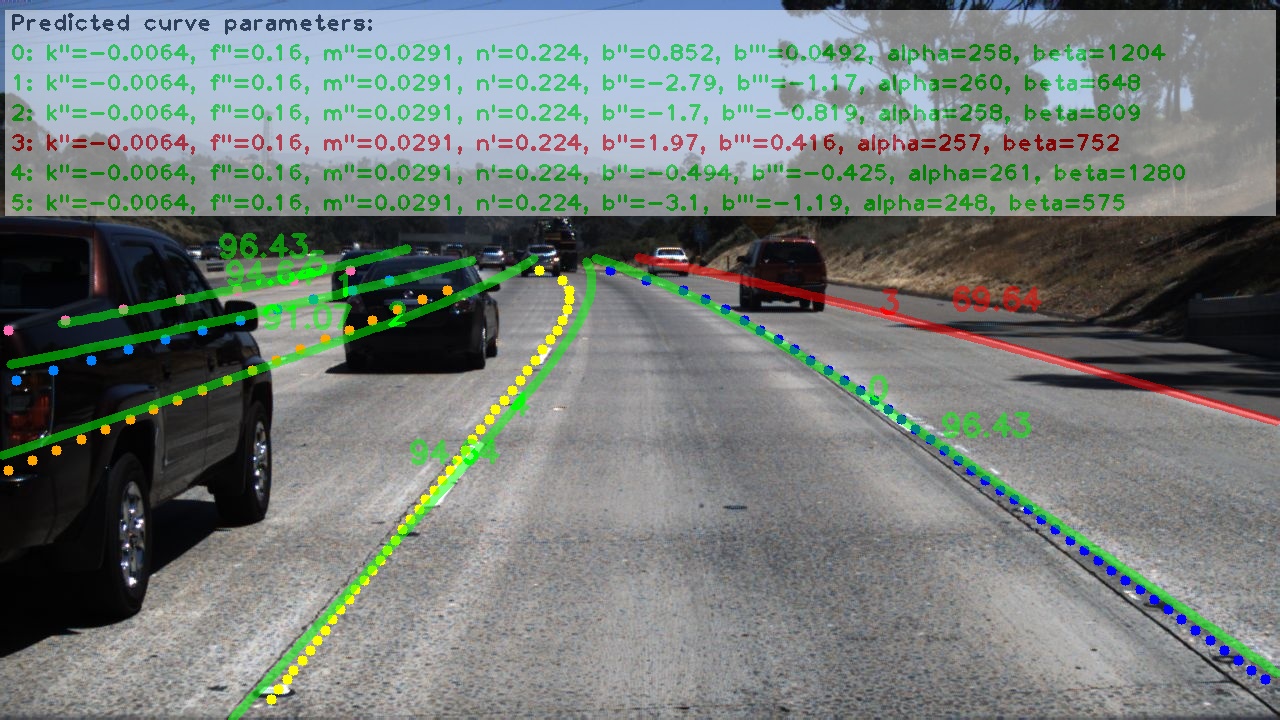 Predicted curve parameters:
0: k''=-0.0064, f''=0.16, m''=0.0291, n'=0.224, b''=0.852, b'''=0.0492, alpha=258, beta=1204
1: k''=-0.0064, f''=0.16, m''=0.0291, n'=0.224, b''=-2.79, b'''=-1.17, alpha=260, beta=648
2: k''=-0.0064, f''=0.16, m''=0.0291, n'=0.224, b''=-1.7, b'''=-0.819, alpha=258, beta=809
3: k''=-0.0064, f''=0.16, m''=0.0291, n'=0.224, b''=1.97, b'''=0.416, alpha=257, beta=752
4: k''=-0.0064, f''=0.16, m''=0.0291, n'=0.224, b''=-0.494, b'''=-0.425, alpha=261, beta=1280
5: k''=-0.0064, f''=0.16, m''=0.0291, n'=0.224, b''=-3.1, b'''=-1.19, alpha=248, beta=575
96.43
1
3 69.64
91.07 2
0
96.43
94.64